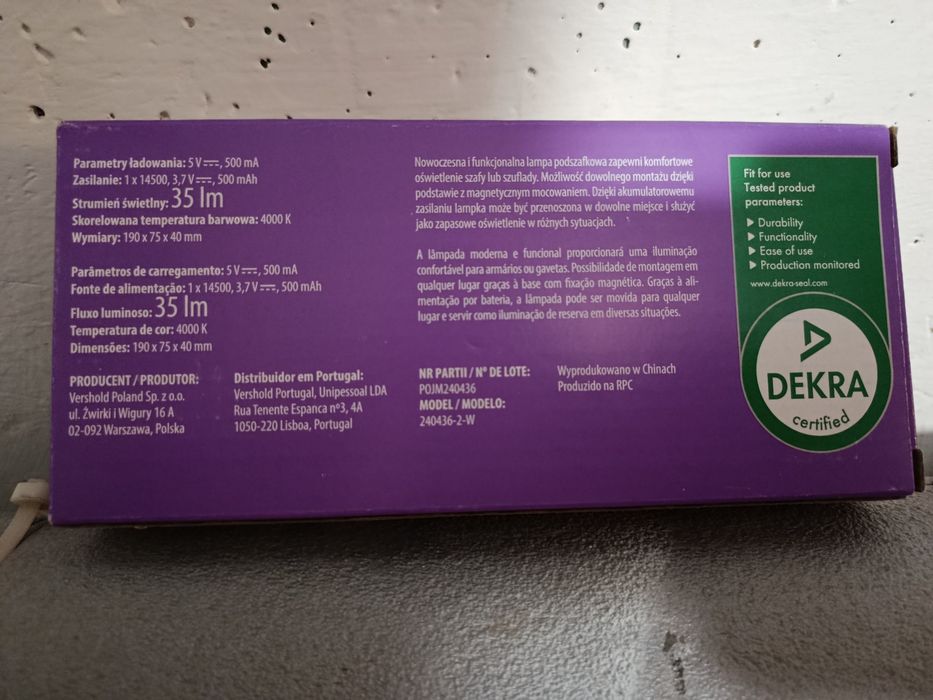 Parametry ładowania: 5 V ⎓, 500 mA
Zasilanie: 1 x 14500, 3,7 V ⎓, 500 mAh
Strumień świetlny: 35 lm
Skorelowana temperatura barwowa: 4000 K
Wymiary: 190 x 75 x 40 mm
Parâmetros de carregamento: 5 V ⎓, 500 mA
Fonte de alimentação: 1 x 14500, 3,7 V ⎓, 500 mAh
Fluxo luminoso: 35 lm
Temperatura de cor: 4000 K
Dimensões: 190 x 75 x 40 mm
PRODUCENT / PRODUTOR:
Vershold Poland Sp. z o.o.
ul. Żwirki i Wigury 16 A
02-092 Warszawa, Polska
Distribuidor em Portugal:
Vershold Portugal, Unipessoal LDA
Rua Tenente Espanca nº3, 4A
1050-220 Lisboa, Portugal
Nowoczesna i funkcjonalna lampa podszafkowa zapewni komfortowe
oświetlenie szafy lub szuflady. Możliwość dowolnego montażu dzięki
podstawie z magnetycznym mocowaniem. Dzięki akumulatorowemu
zasilaniu lampka może być przenoszona w dowolne miejsce i służyć
jako zapasowe oświetlenie w różnych sytuacjach.
A lâmpada moderna e funcional proporcionará uma iluminação
confortável para armários ou gavetas. Possibilidade de montagem em
qualquer lugar graças à base com fixação magnética. Graças à ali-
mentação por bateria, a lâmpada pode ser movida para qualquer
lugar e servir como iluminação de reserva em diversas situações.
NR PARTII / N° DE LOTE:
POJM240436
MODEL / MODELO:
240436-2-W
Wyprodukowano w Chinach
Produzido na RPC
Fit for use
Tested product
parameters:
▶ Durability
▶ Functionality
▶ Ease of use
▶ Production monitored
www.dekra-seal.com
DEKRA
certified